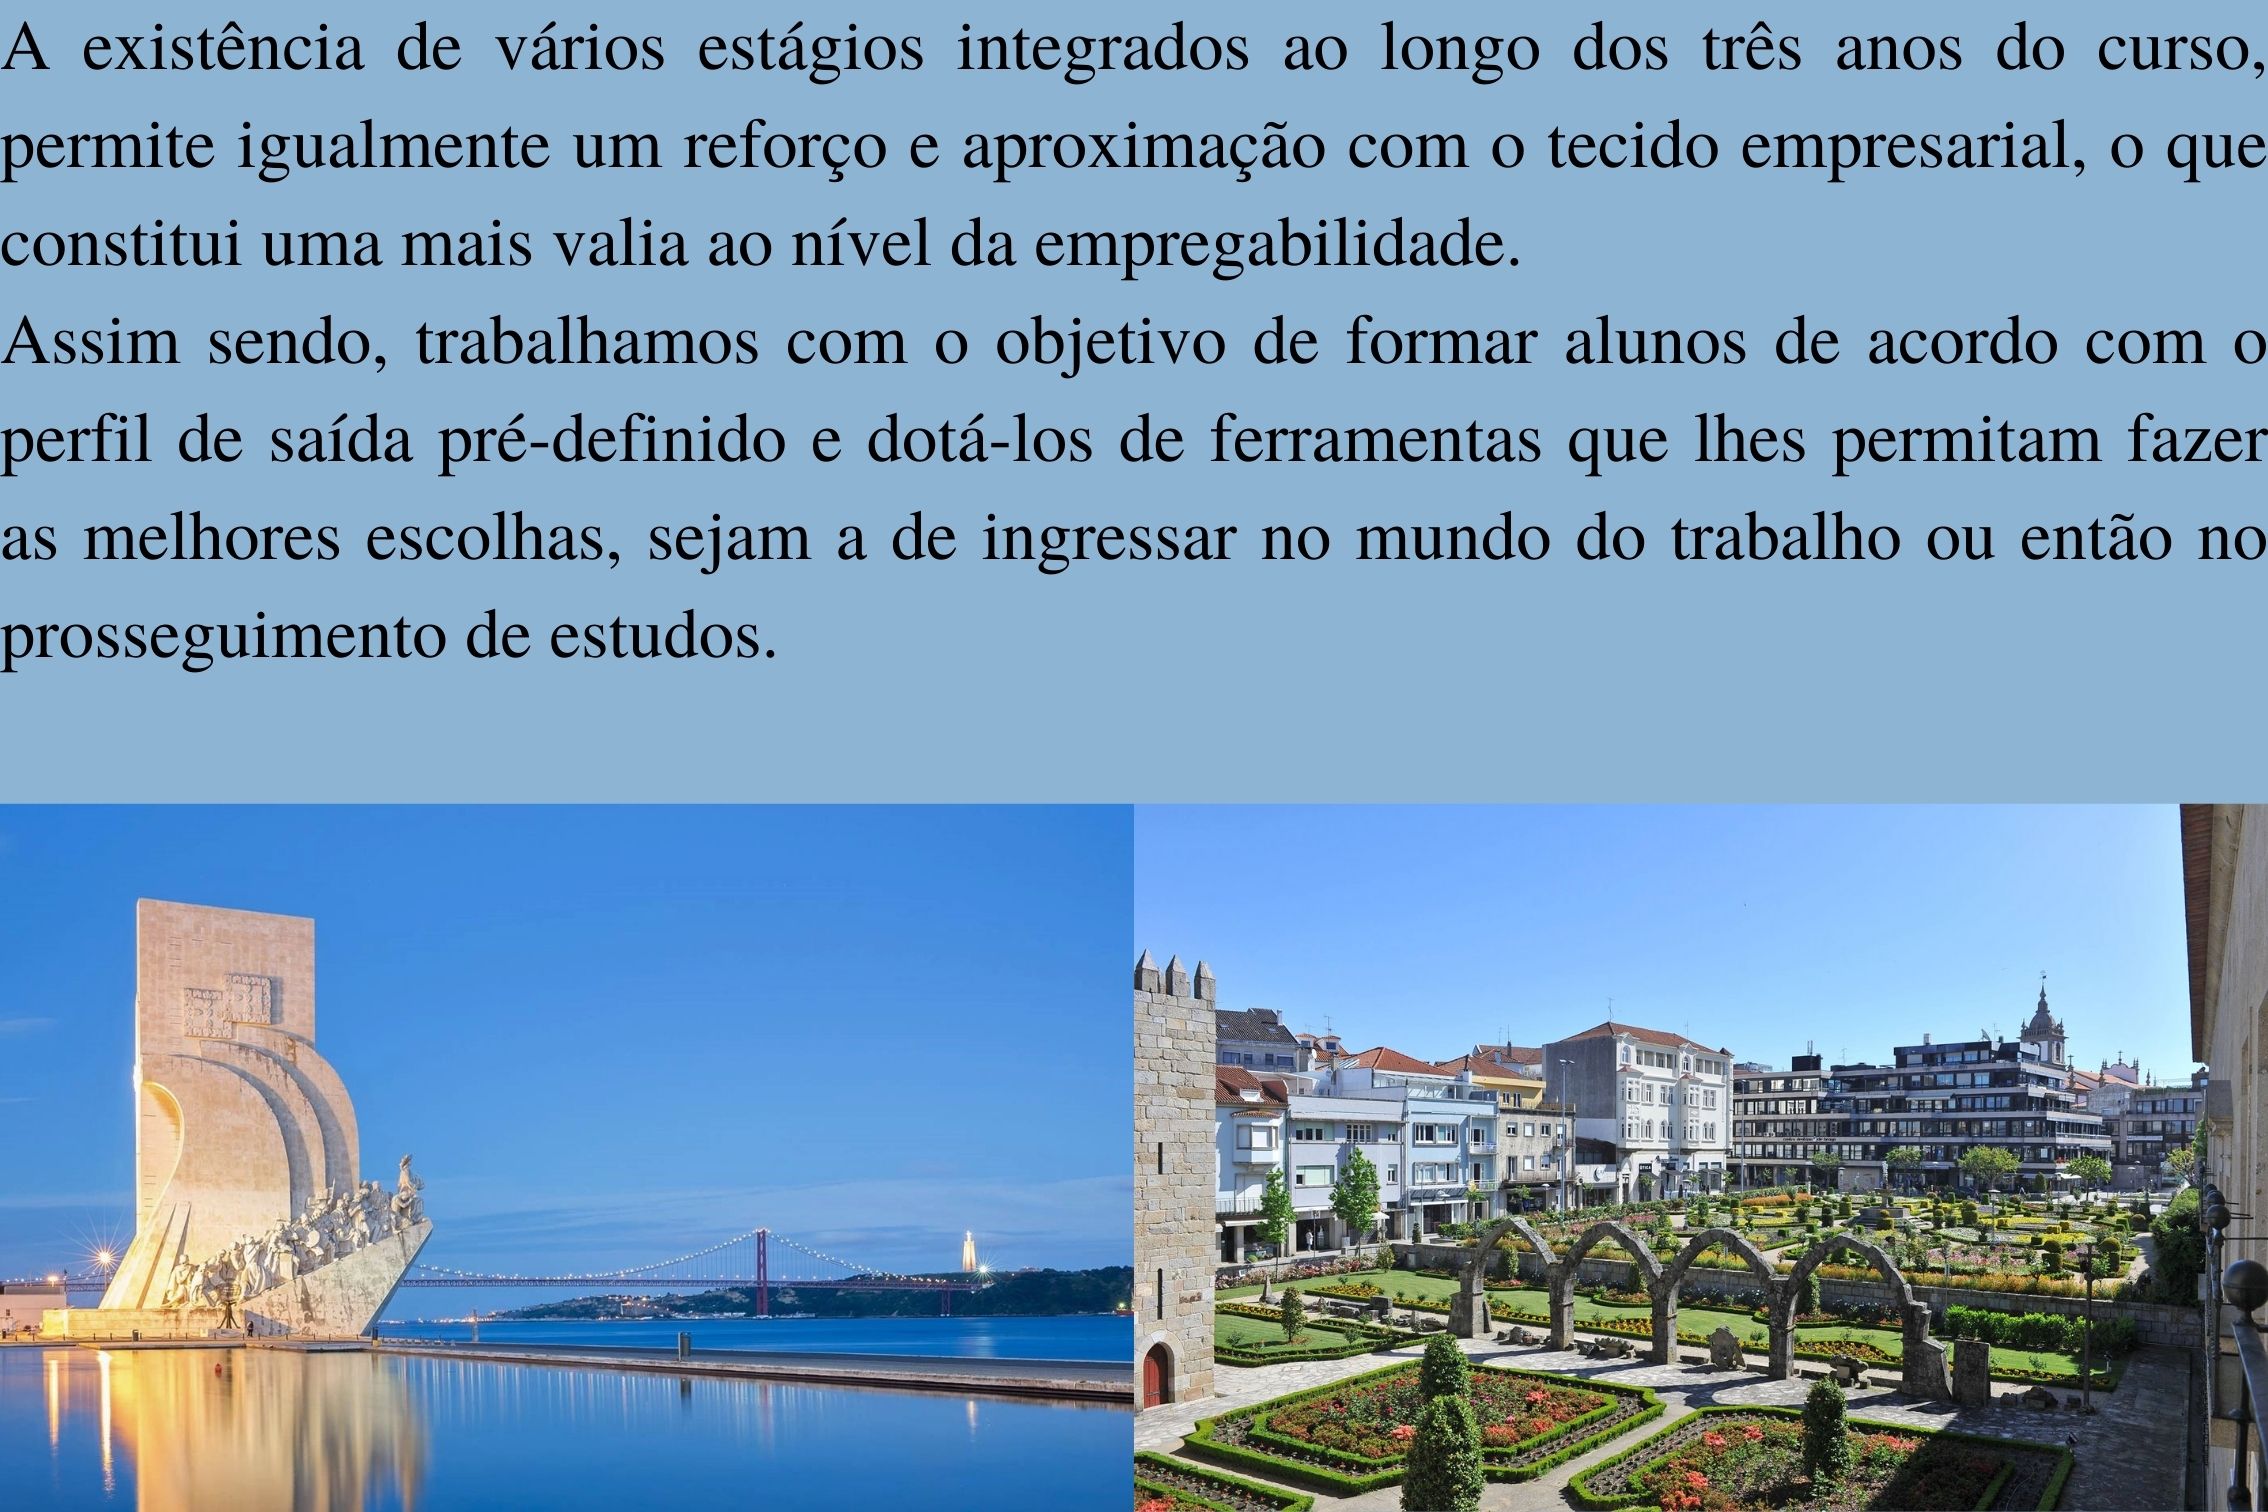 A existência de vários estágios integrados ao longo dos três anos do curso,
permite igualmente um reforço e aproximação com o tecido empresarial, o que
constitui uma mais valia ao nível da empregabilidade.
Assim sendo, trabalhamos com o objetivo de formar alunos de acordo com o
perfil de saída pré-definido e dotá-los de ferramentas que lhes permitam fazer
as melhores escolhas, sejam a de ingressar no mundo do trabalho ou então no
prosseguimento de estudos.